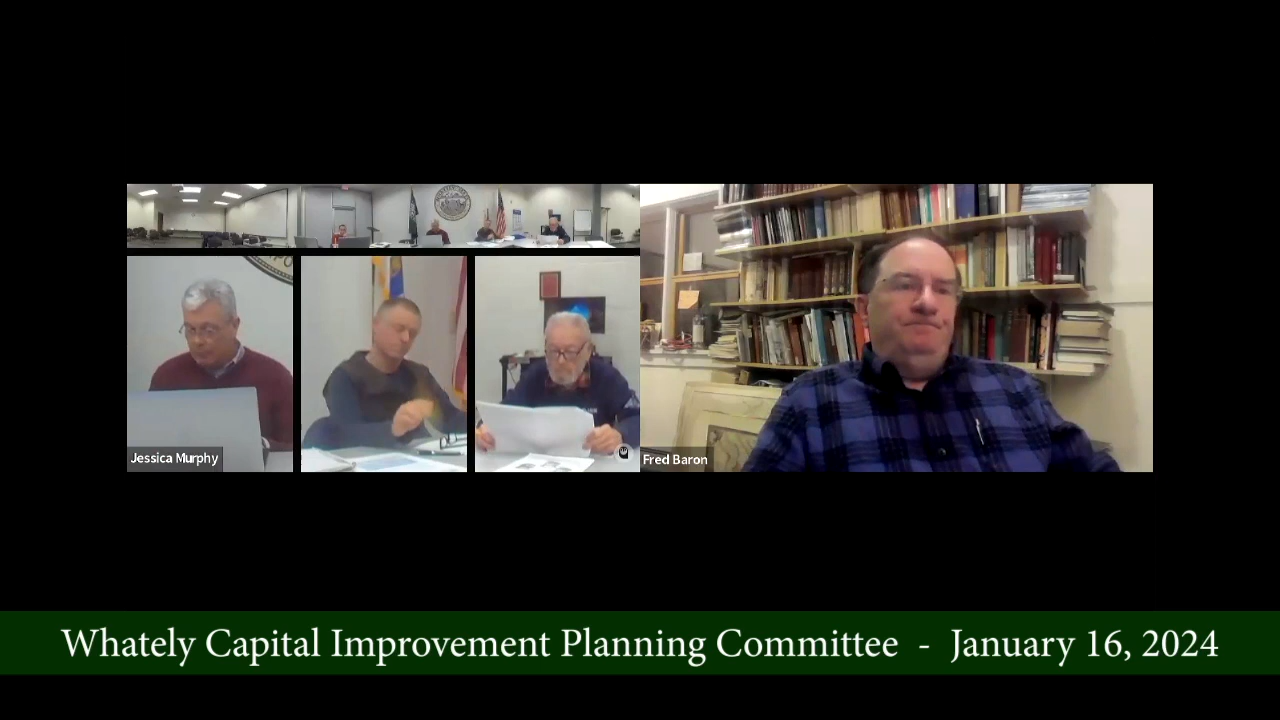 Jessica Murphy
Fred Baron
Whately Capital Improvement Planning Committee - January 16, 2024